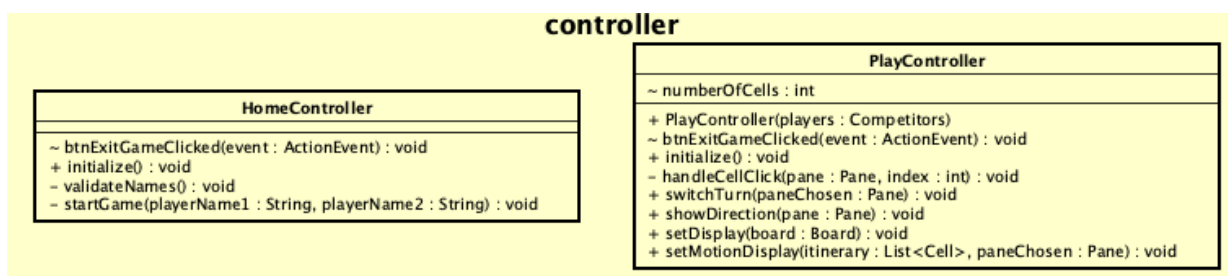 controller
HomeController
~ btnExitGameClicked(event : ActionEvent) : void
+ initialize() : void
- validateNames() : void
- startGame(playerName1 : String, playerName2 : String) : void
PlayController
~ numberOfCells : int
+ PlayController(players : Competitors)
~ btnExitGameClicked(event : ActionEvent) : void
+ initialize() : void
- handleCellClick(pane : Pane, index : int) : void
+ switchTurn(paneChosen : Pane) : void
+ showDirection(pane : Pane) : void
+ setDisplay(board : Board) : void
+ setMotionDisplay(itinerary : List<Cell>, paneChosen : Pane) : void